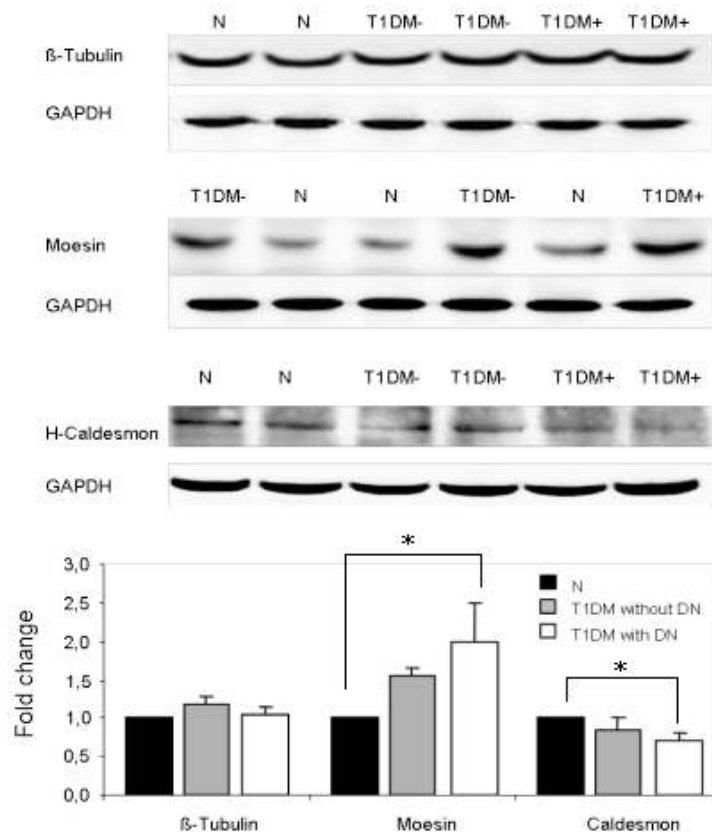 N N T1DM- T1DM- T1DM+ T1DM+
ß-Tubulin
GAPDH
T1DM- N N T1DM- N T1DM+
Moesin
GAPDH
N N T1DM- T1DM- T1DM+ T1DM+
H-Caldesmon
GAPDH
Fold change
3,0
2,5
2,0
1,5
1,0
0,5
0,0
*
*
N
T1DM without DN
T1DM with DN
ß-Tubulin Moesin Caldesmon